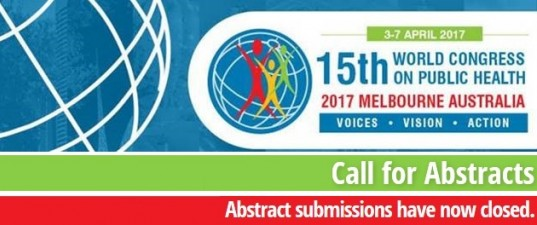 3-7 APRIL 2017
15th WORLD CONGRESS
ON PUBLIC HEALTH
2017 MELBOURNE AUSTRALIA
VOICES • VISION • ACTION
Call for Abstracts
Abstract submissions have now closed.